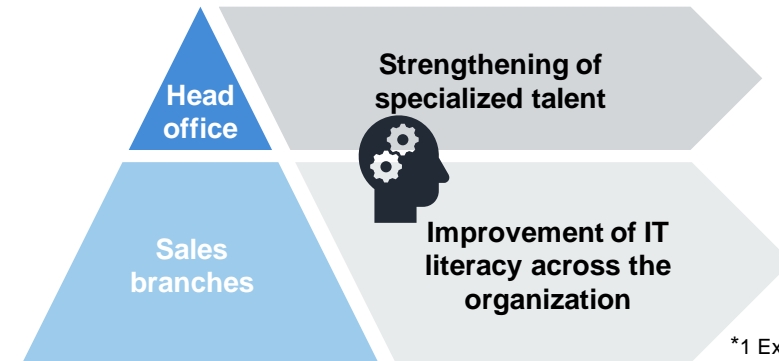 Head
office
Strengthening of
specialized talent
Sales
branches
Improvement of IT
literacy across the
organization
*1 Ex